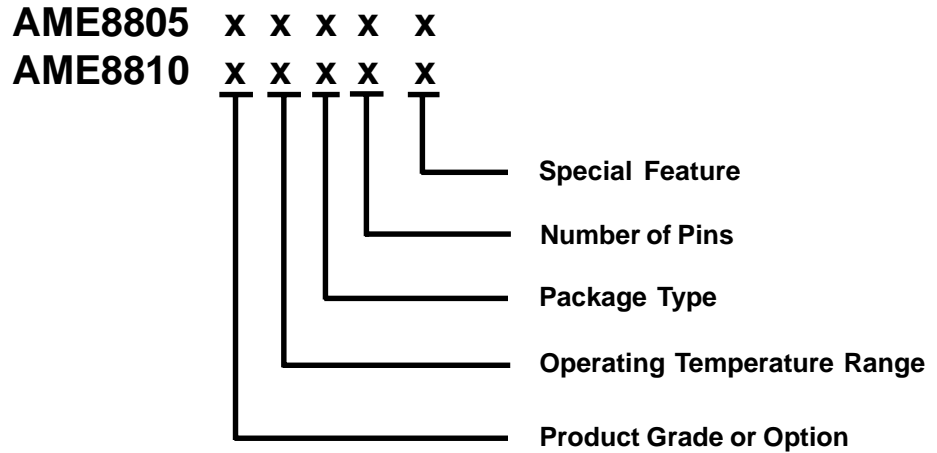 AME8805 x x x x x
AME8810 x x x x x
Special Feature
Number of Pins
Package Type
Operating Temperature Range
Product Grade or Option